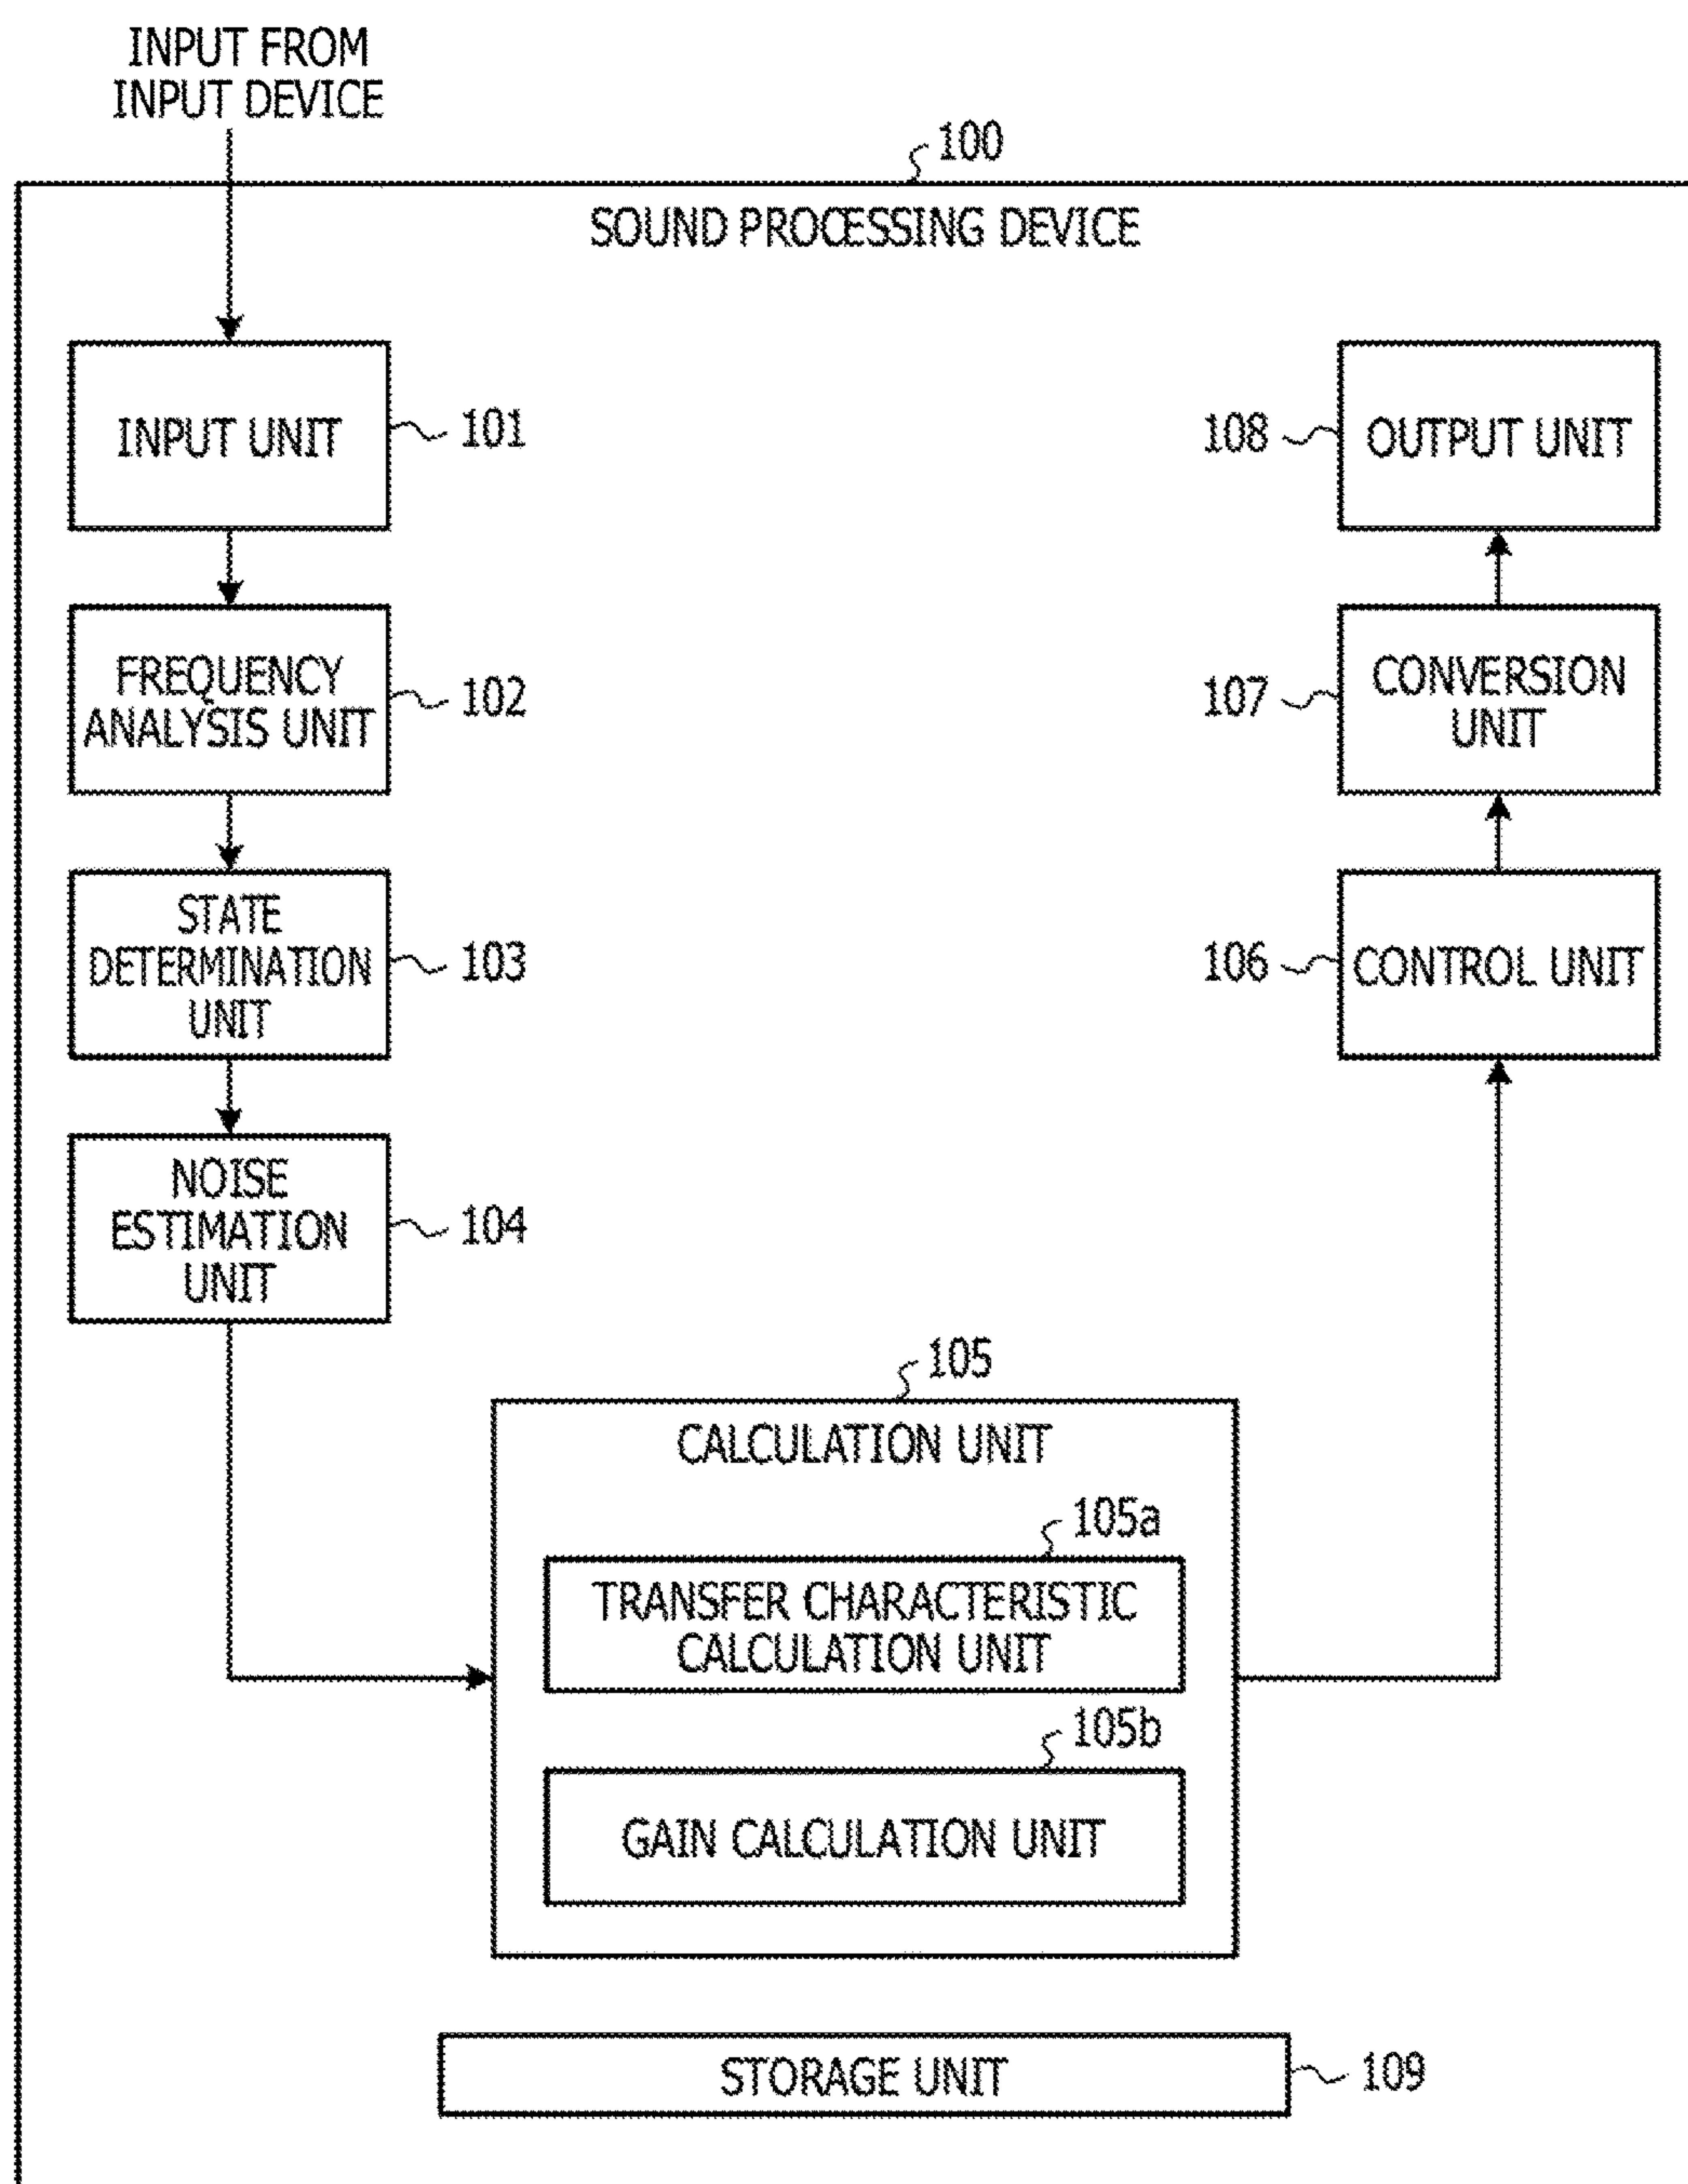 INPUT FROM
INPUT DEVICE
100
SOUND PROCESSING DEVICE
INPUT UNIT
101
FREQUENCY
ANALYSIS UNIT
102
STATE
DETERMINATION
UNIT
103
NOISE
ESTIMATION
UNIT
104
105
CALCULATION UNIT
105a
TRANSFER CHARACTERISTIC
CALCULATION UNIT
105b
GAIN CALCULATION UNIT
106
CONTROL UNIT
107
CONVERSION
UNIT
108
OUTPUT UNIT
STORAGE UNIT
109